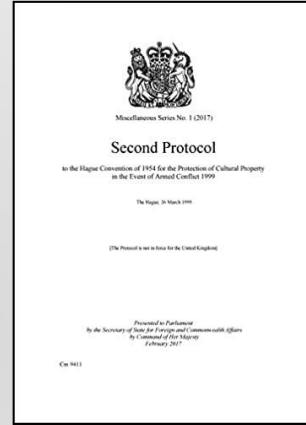 Miscellaneous Series No. 1 (2017)
Second Protocol
to the Hague Convention of 1954 for the Protection of Cultural Property
in the Event of Armed Conflict 1999
The Hague, 26 March 1999
[The Protocol is not in force for the United Kingdom]
Presented to Parliament
by the Secretary of State for Foreign and Commonwealth Affairs
by Command of Her Majesty
February 2017
Cm 9411